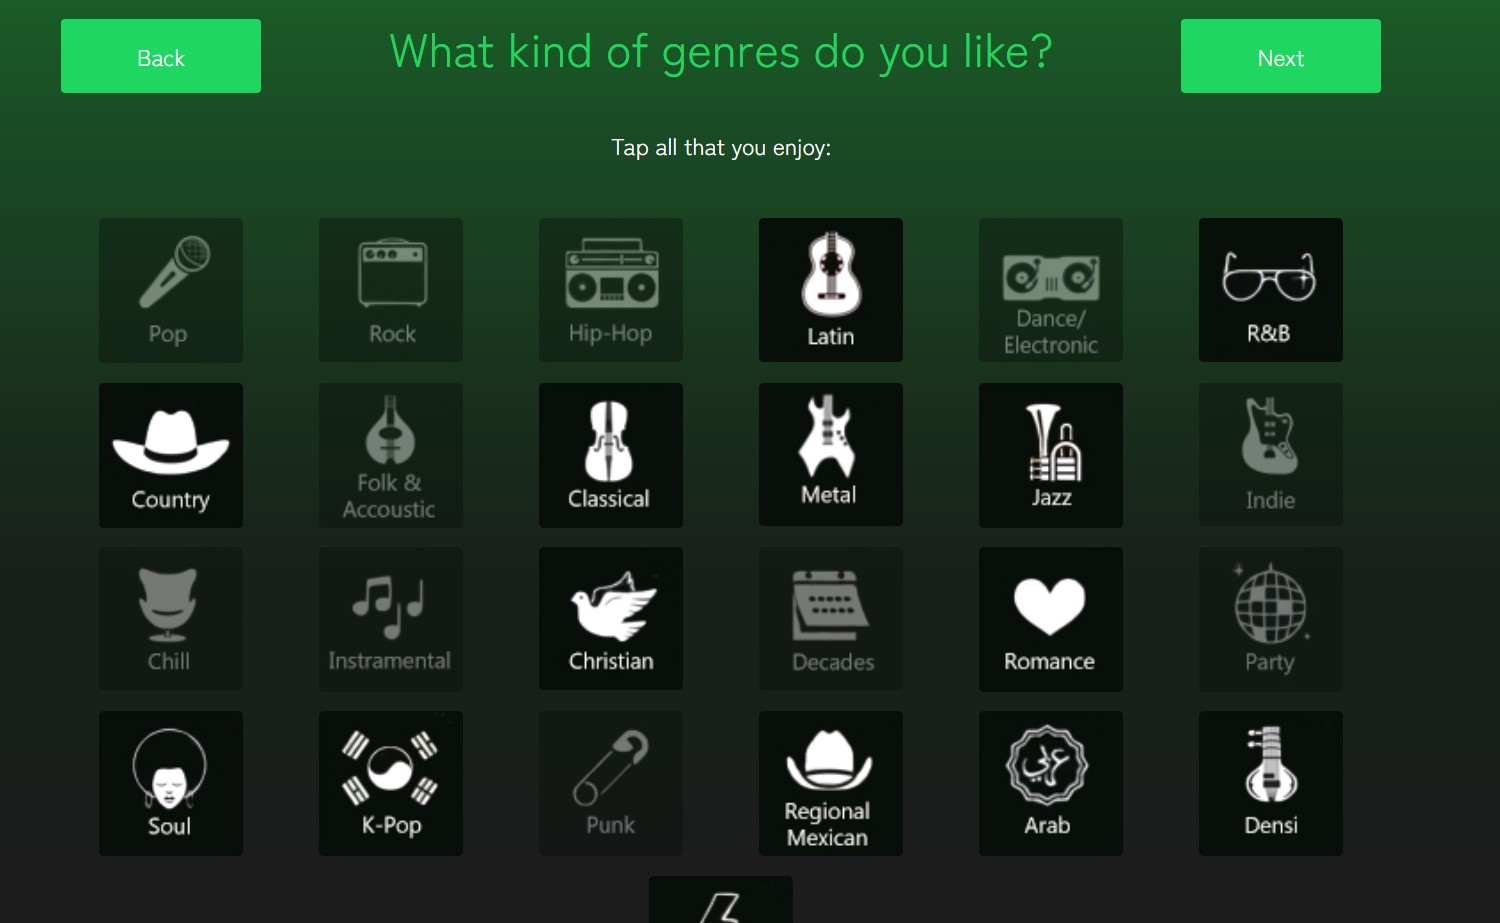 Back
What kind of genres do you like?
Next
Tap all that you enjoy:
Pop
Rock
Hip-Hop
Latin
Dance/
Electronic
R&B
Country
Folk &
Accoustic
Classical
Metal
Jazz
Indie
Chill
Instramental
Christian
Decades
Romance
Party
Soul
K-Pop
Punk
Regional
Mexican
عربي
Arab
Densi